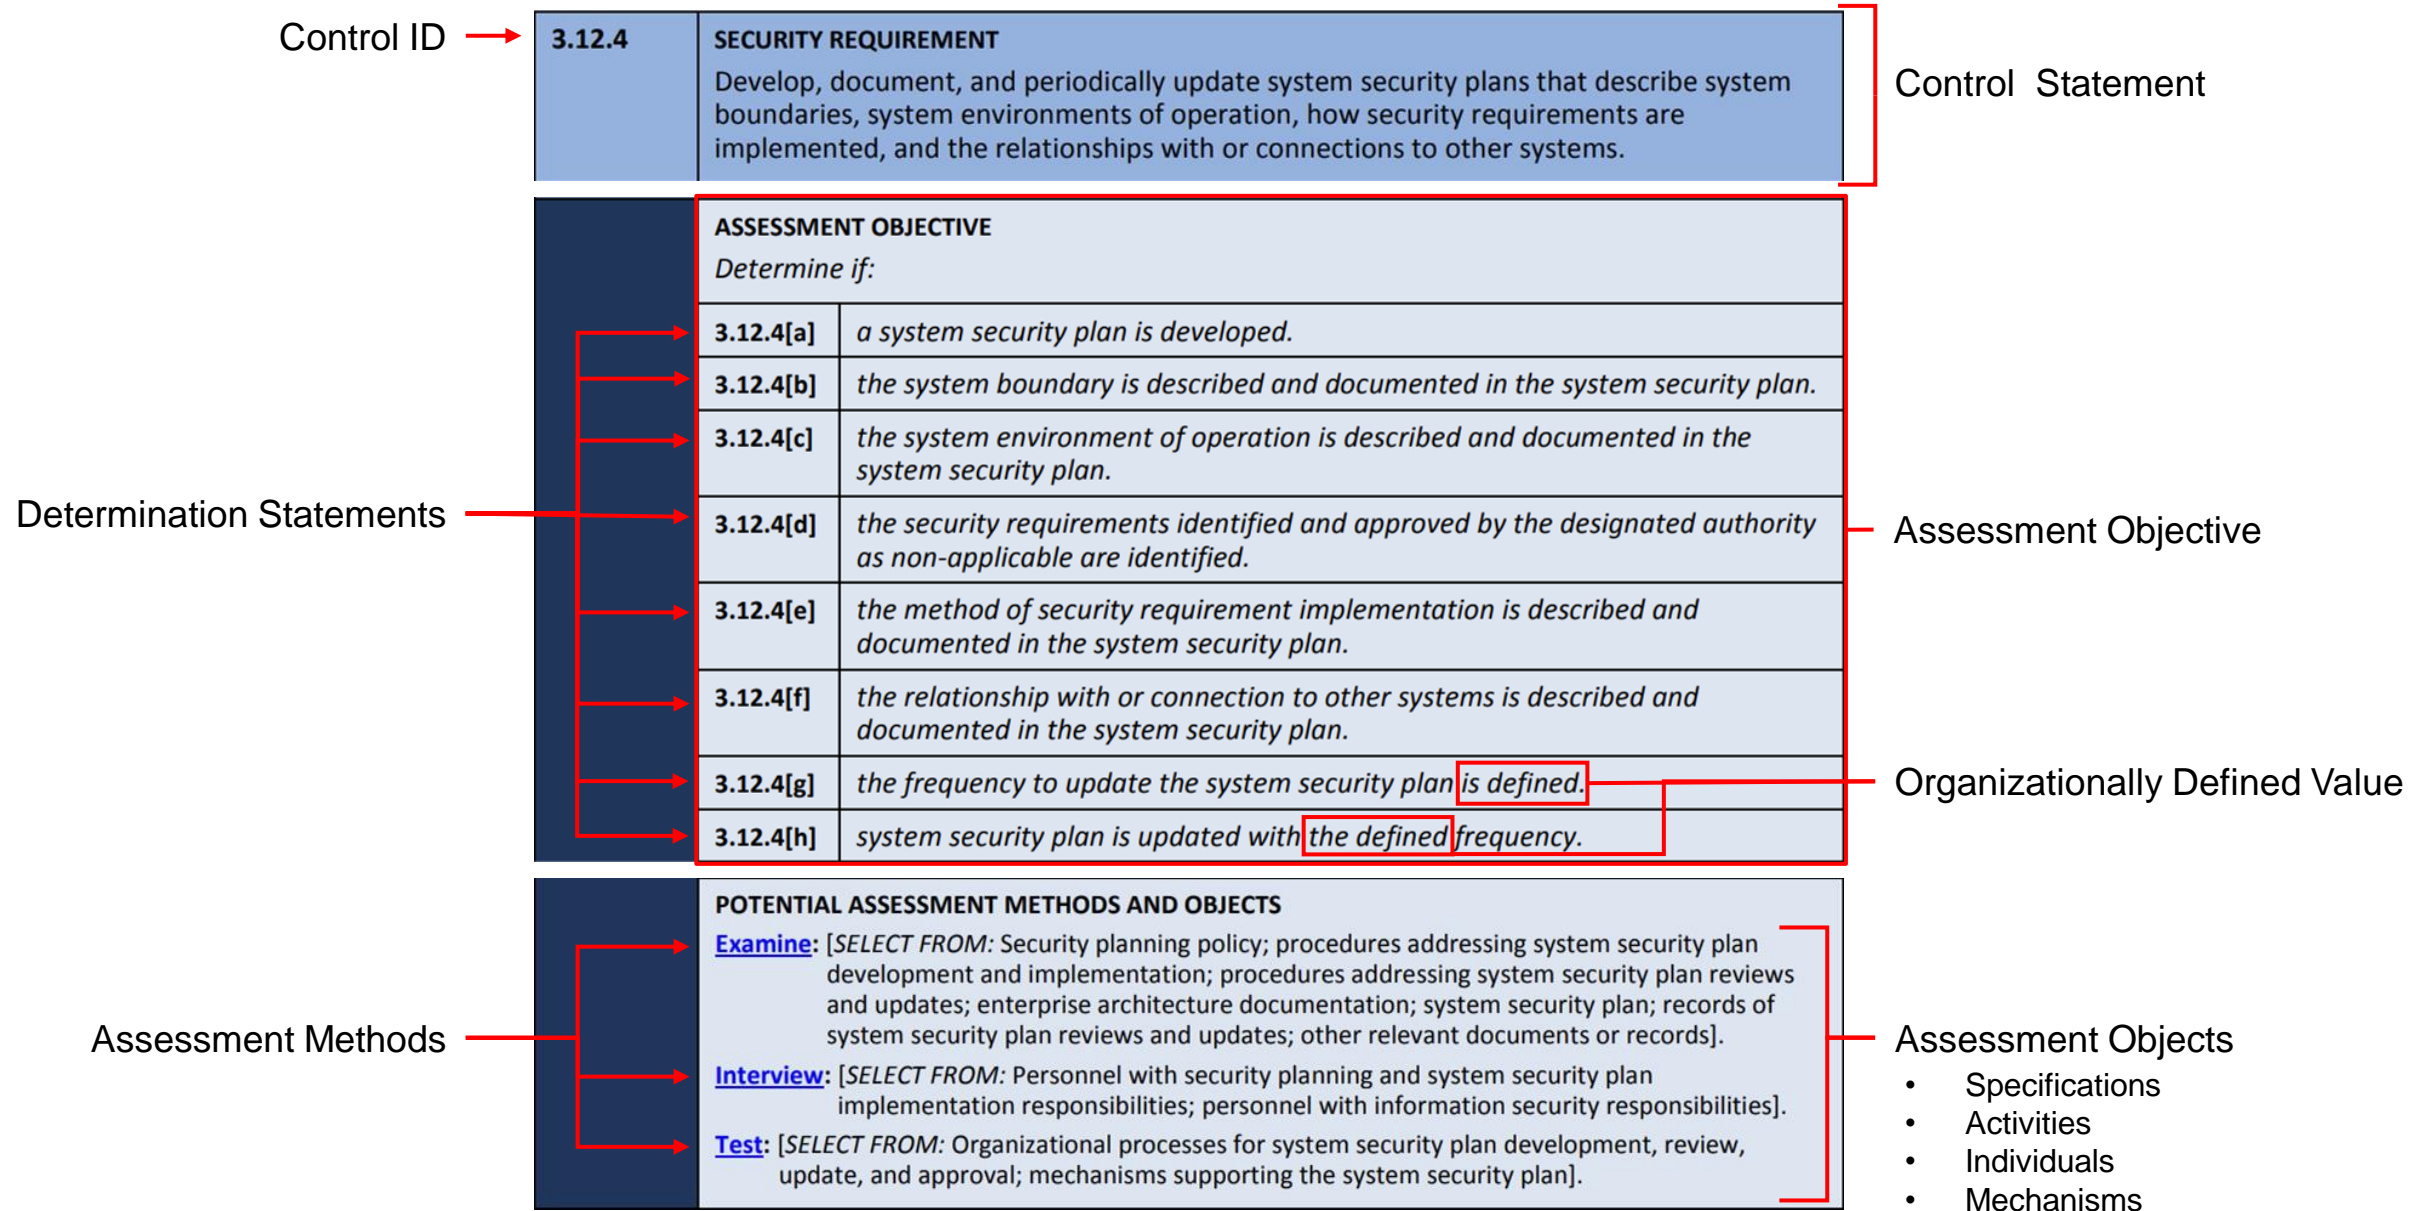 Control ID
3.12.4
SECURITY REQUIREMENT
Develop, document, and periodically update system security plans that describe system
boundaries, system environments of operation, how security requirements are
implemented, and the relationships with or connections to other systems.
Control Statement
ASSESSMENT OBJECTIVE
Determine if:
3.12.4[a] a system security plan is developed.
3.12.4[b] the system boundary is described and documented in the system security plan.
3.12.4[c] the system environment of operation is described and documented in the
system security plan.
Determination Statements
3.12.4[d] the security requirements identified and approved by the designated authority
as non-applicable are identified.
Assessment Objective
3.12.4[e] the method of security requirement implementation is described and
documented in the system security plan.
3.12.4[f] the relationship with or connection to other systems is described and
documented in the system security plan.
3.12.4[g] the frequency to update the system security plan is defined.
Organizationally Defined Value
3.12.4[h] system security plan is updated with the defined frequency.
POTENTIAL ASSESSMENT METHODS AND OBJECTS
Examine: [SELECT FROM: Security planning policy; procedures addressing system security plan
development and implementation; procedures addressing system security plan reviews
and updates; enterprise architecture documentation; system security plan; records of
system security plan reviews and updates; other relevant documents or records].
Assessment Methods
Interview: [SELECT FROM: Personnel with security planning and system security plan
implementation responsibilities; personnel with information security responsibilities].
Test: [SELECT FROM: Organizational processes for system security plan development, review,
update, and approval; mechanisms supporting the system security plan].
Assessment Objects
• Specifications
• Activities
• Individuals
• Mechanisms